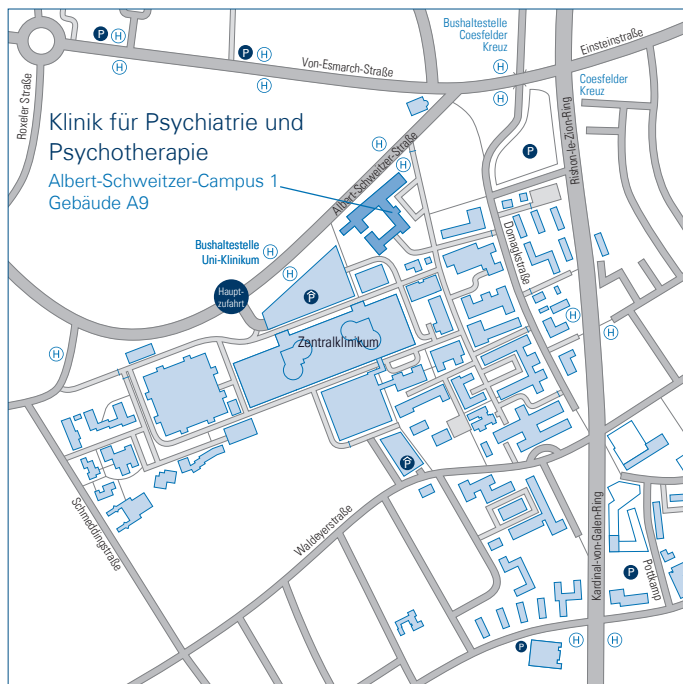 P
H
H
P
H
H
Bushaltestelle
Coesfelder
Kreuz
H
H
Einsteinstraße
Von-Esmarch-Straße
Coesfelder
Kreuz
Roxeler Straße
Klinik für Psychiatrie und
Psychotherapie
Albert-Schweitzer-Campus 1
Gebäude A9
Albert-Schweitzer-Straße
H
H
P
Rishon-le-Zion-Ring
Domagkstraße
Bushaltestelle
Uni-Klinikum
H
H
Haupt-
zufahrt
P
Zentralklinikum
H
H
H
P
Schmeddingstraße
Waldeyerstraße
Kardinal-von-Galen-Ring
Pottkamp
P
P
H
H